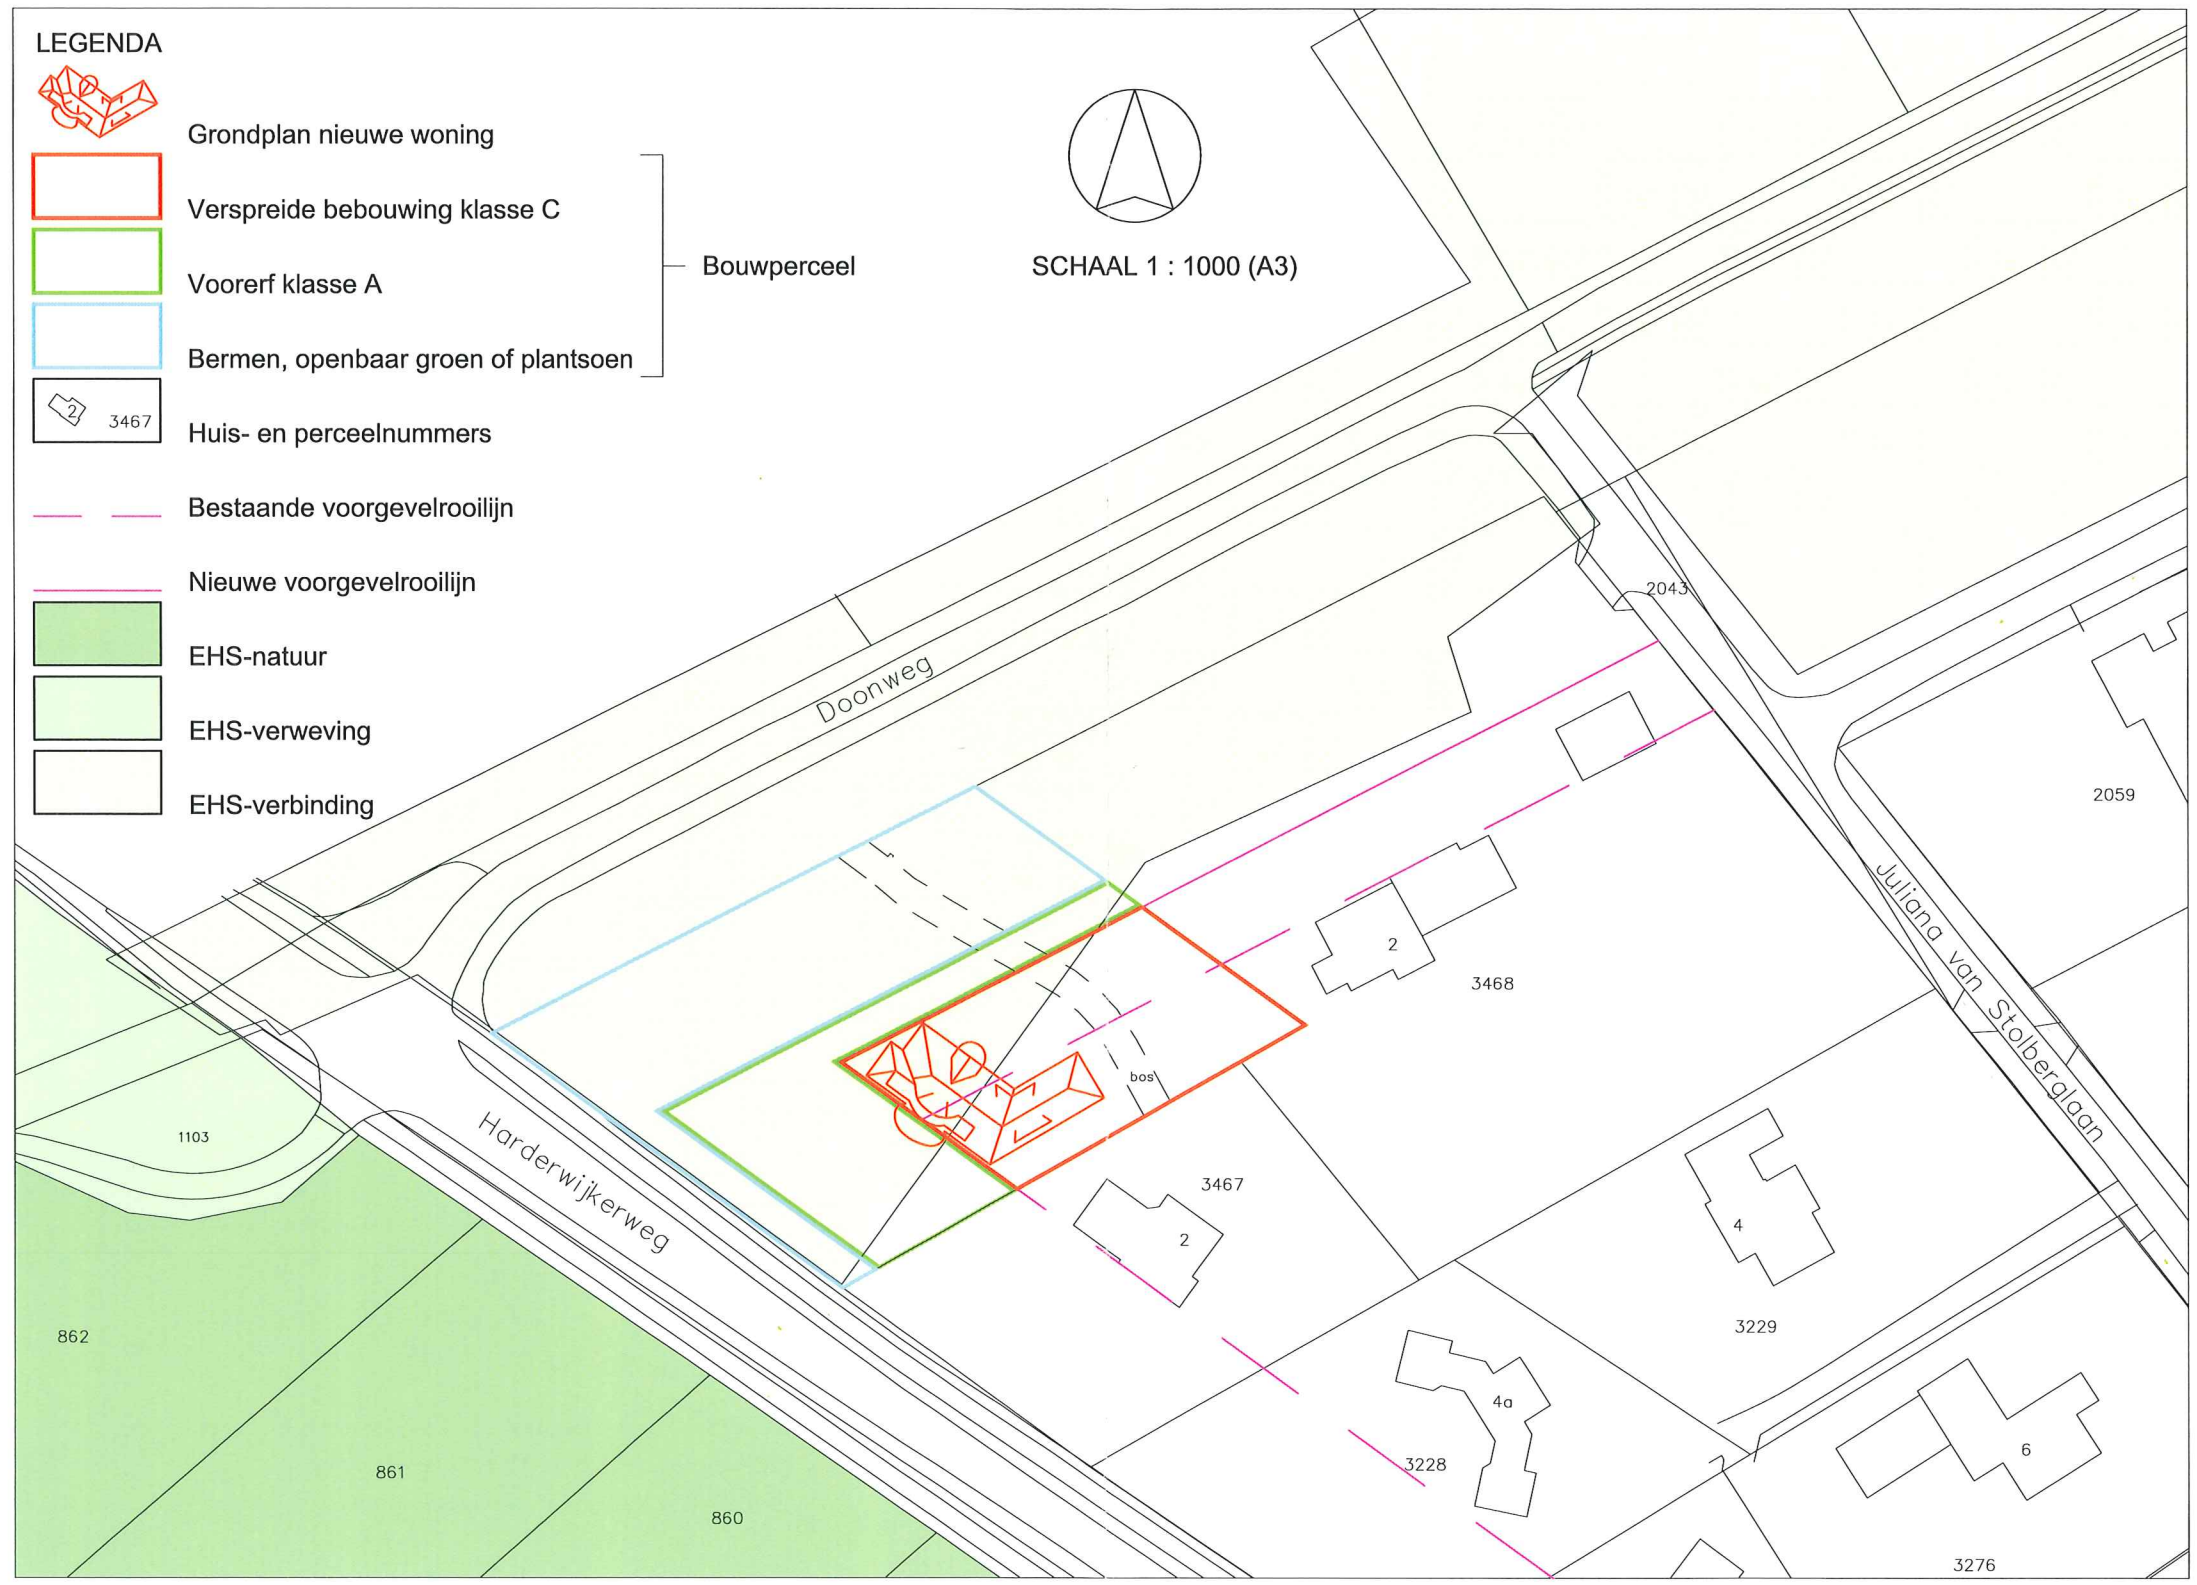 LEGENDA
Grondplan nieuwe woning
Verspreide bebouwing klasse C
Voorerf klasse A
Bouwperceel
Bermen, openbaar groen of plantsoen
2 3467
Huis- en perceelnummers
Bestaande voorgevelrooilijn
Nieuwe voorgevelrooilijn
EHS-natuur
EHS-verweving
EHS-verbinding
SCHAAL 1 : 1000 (A3)
2043
Doonweg
2059
2
3468
Juliana van Stolberglaan
bos
1103
Harderwijkerweg
3467
2
4
3229
862
4a
3228
6
861
860
3276